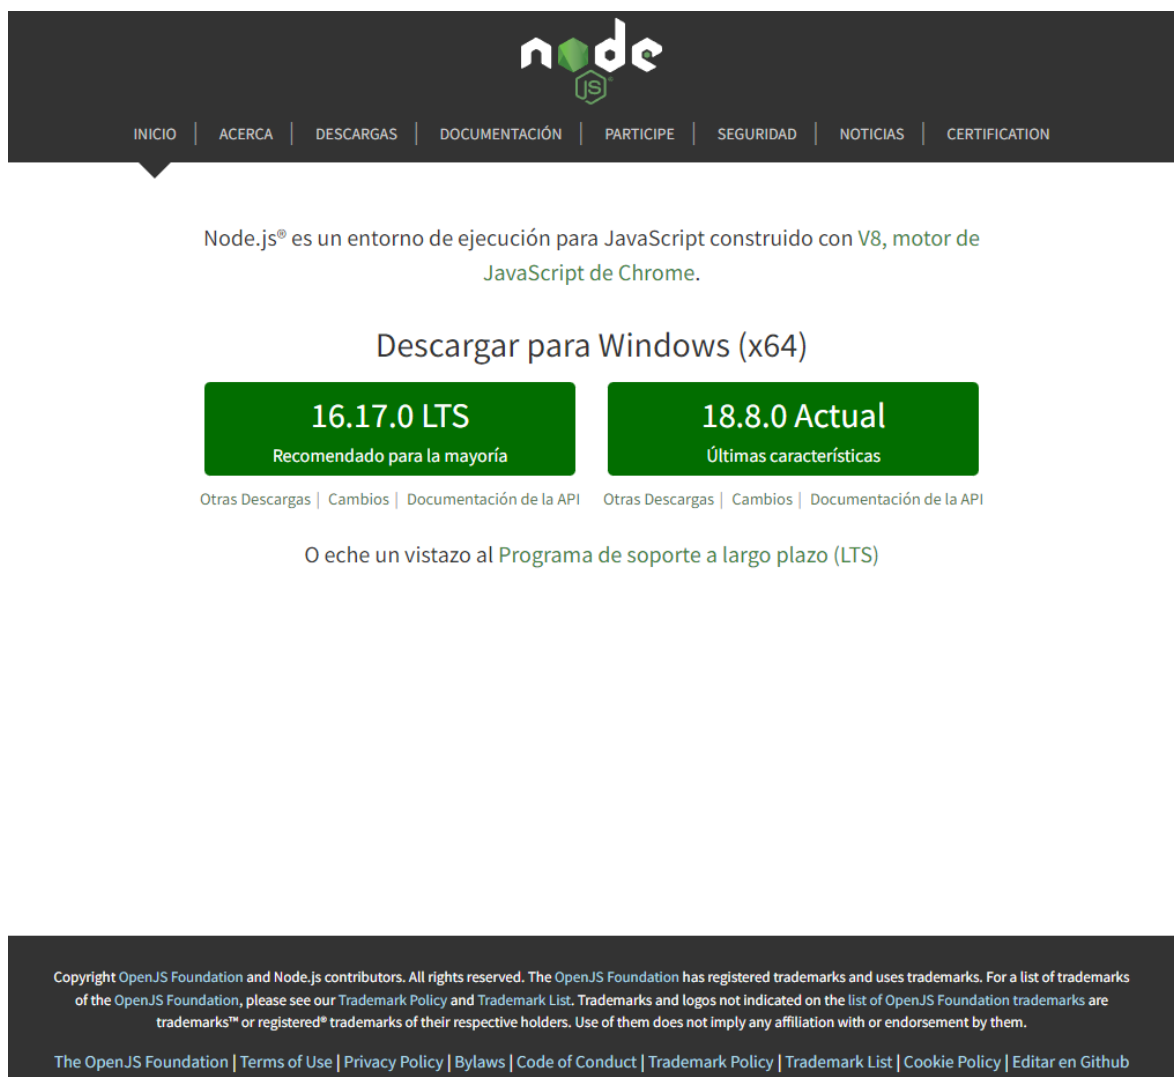 node
JS
INICIO | ACERCA | DESCARGAS | DOCUMENTACIÓN | PARTICIPE | SEGURIDAD | NOTICIAS | CERTIFICATION
Node.js® es un entorno de ejecución para JavaScript construido con V8, motor de
JavaScript de Chrome.
Descargar para Windows (x64)
16.17.0 LTS
Recomendado para la mayoría
18.8.0 Actual
Últimas características
Otras Descargas | Cambios | Documentación de la API
Otras Descargas | Cambios | Documentación de la API
O eche un vistazo al Programa de soporte a largo plazo (LTS)
Copyright OpenJS Foundation and Node.js contributors. All rights reserved. The OpenJS Foundation has registered trademarks and uses trademarks. For a list of trademarks
of the OpenJS Foundation, please see our Trademark Policy and Trademark List. Trademarks and logos not indicated on the list of OpenJS Foundation trademarks are
trademarks™ or registered® trademarks of their respective holders. Use of them does not imply any affiliation with or endorsement by them.
The OpenJS Foundation | Terms of Use | Privacy Policy | Bylaws | Code of Conduct | Trademark Policy | Trademark List | Cookie Policy | Editar en Github